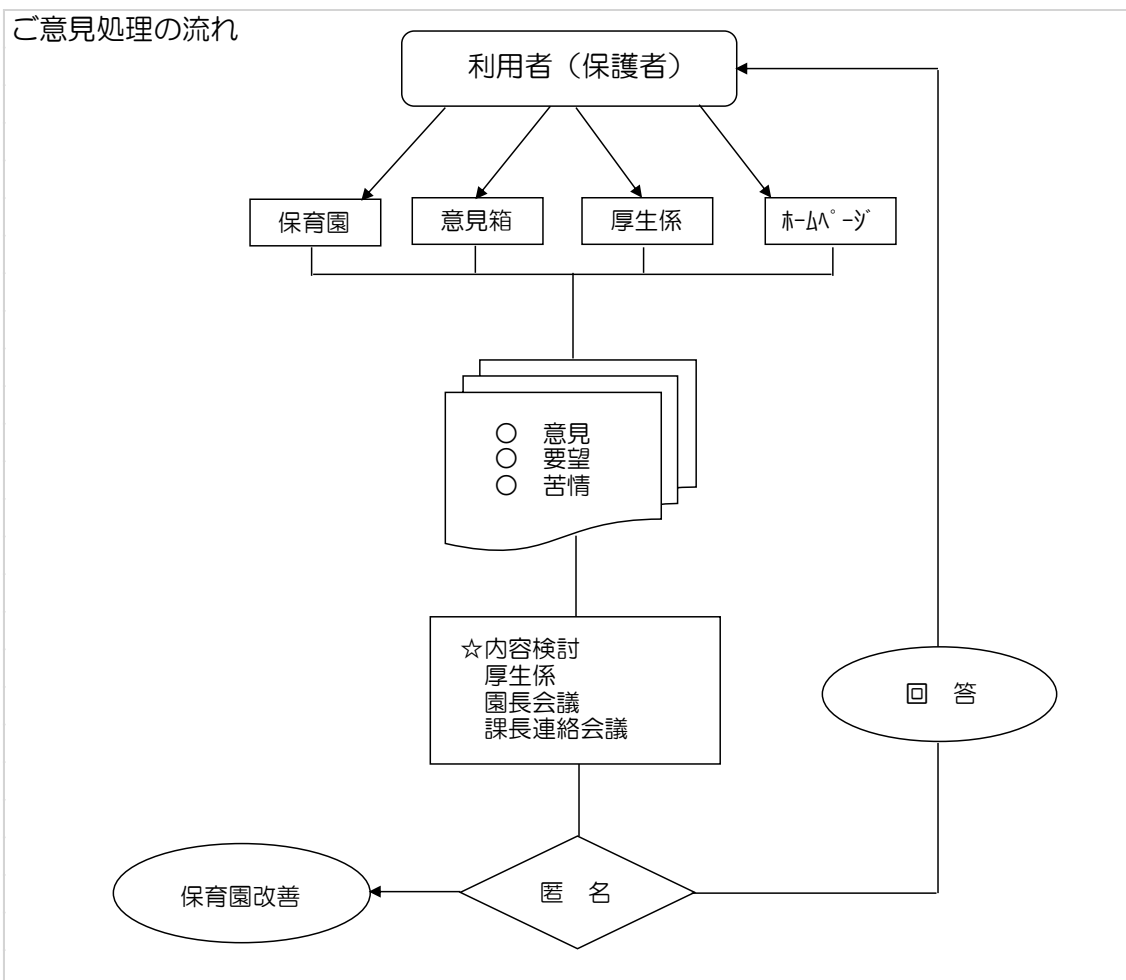 ご意見処理の流れ
利用者（保護者）
保育園
意見箱
厚生係
ﾎｰﾑﾍﾟｰｼﾞ
○　意見
○　要望
○　苦情
☆内容検討
厚生係
園長会議
課長連絡会議
回　答
匿　名
保育園改善